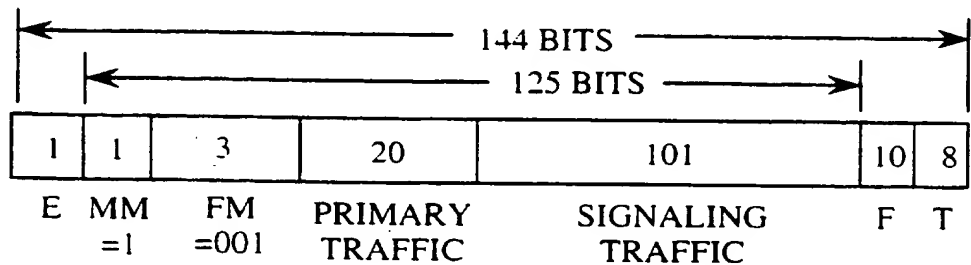 144 BITS
125 BITS
1 1 3 20 101 10 8
E MM FM PRIMARY SIGNALING F T
=1 =001 TRAFFIC TRAFFIC